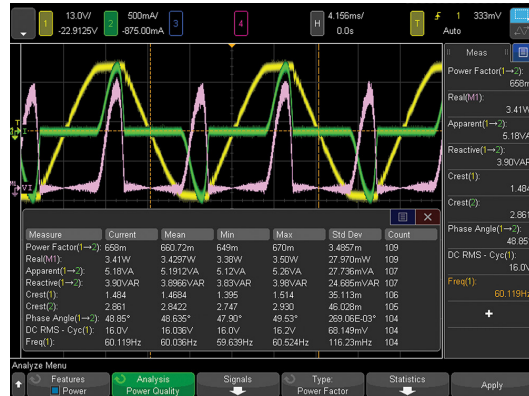 1 13.0V/ -22.9125V 2 500mA/ -875.00mA 3 4 H 4.156ms/ 0.0s T 1 333mV Auto
Meas
Power Factor(1→2):
658m
Real(M1):
3.41W
Apparent(1→2):
5.18VA
Reactive(1→2):
3.90VAR
Crest(1):
1.484
Crest(2):
2.861
Phase Angle(1→2):
48.85°
DC RMS - Cyc(1):
16.0V
Freq(1):
60.119Hz
+
Measure Current Mean Min Max Std Dev Count
Power Factor(1→2): 658m 660.72m 649m 670m 3.4857m 109
Real(M1): 3.41W 3.4297W 3.38W 3.50W 27.970mW 109
Apparent(1→2): 5.18VA 5.1912VA 5.12VA 5.26VA 27.736mVA 107
Reactive(1→2): 3.90VAR 3.8966VAR 3.83VAR 3.98VAR 24.685mVAR 107
Crest(1): 1.484 1.4684 1.395 1.514 35.113m 106
Crest(2): 2.861 2.8422 2.747 2.930 46.028m 105
Phase Angle(1→2): 48.85° 48.635° 47.90° 49.53° 269.06E-03° 104
DC RMS - Cyc(1): 16.0V 16.036V 16.0V 16.2V 68.149mV 104
Freq(1): 60.119Hz 60.036Hz 59.639Hz 60.524Hz 116.23mHz 104
Analyze Menu
Features
Power
Analysis
Power Quality
Signals
Type:
Power Factor
Statistics
Apply